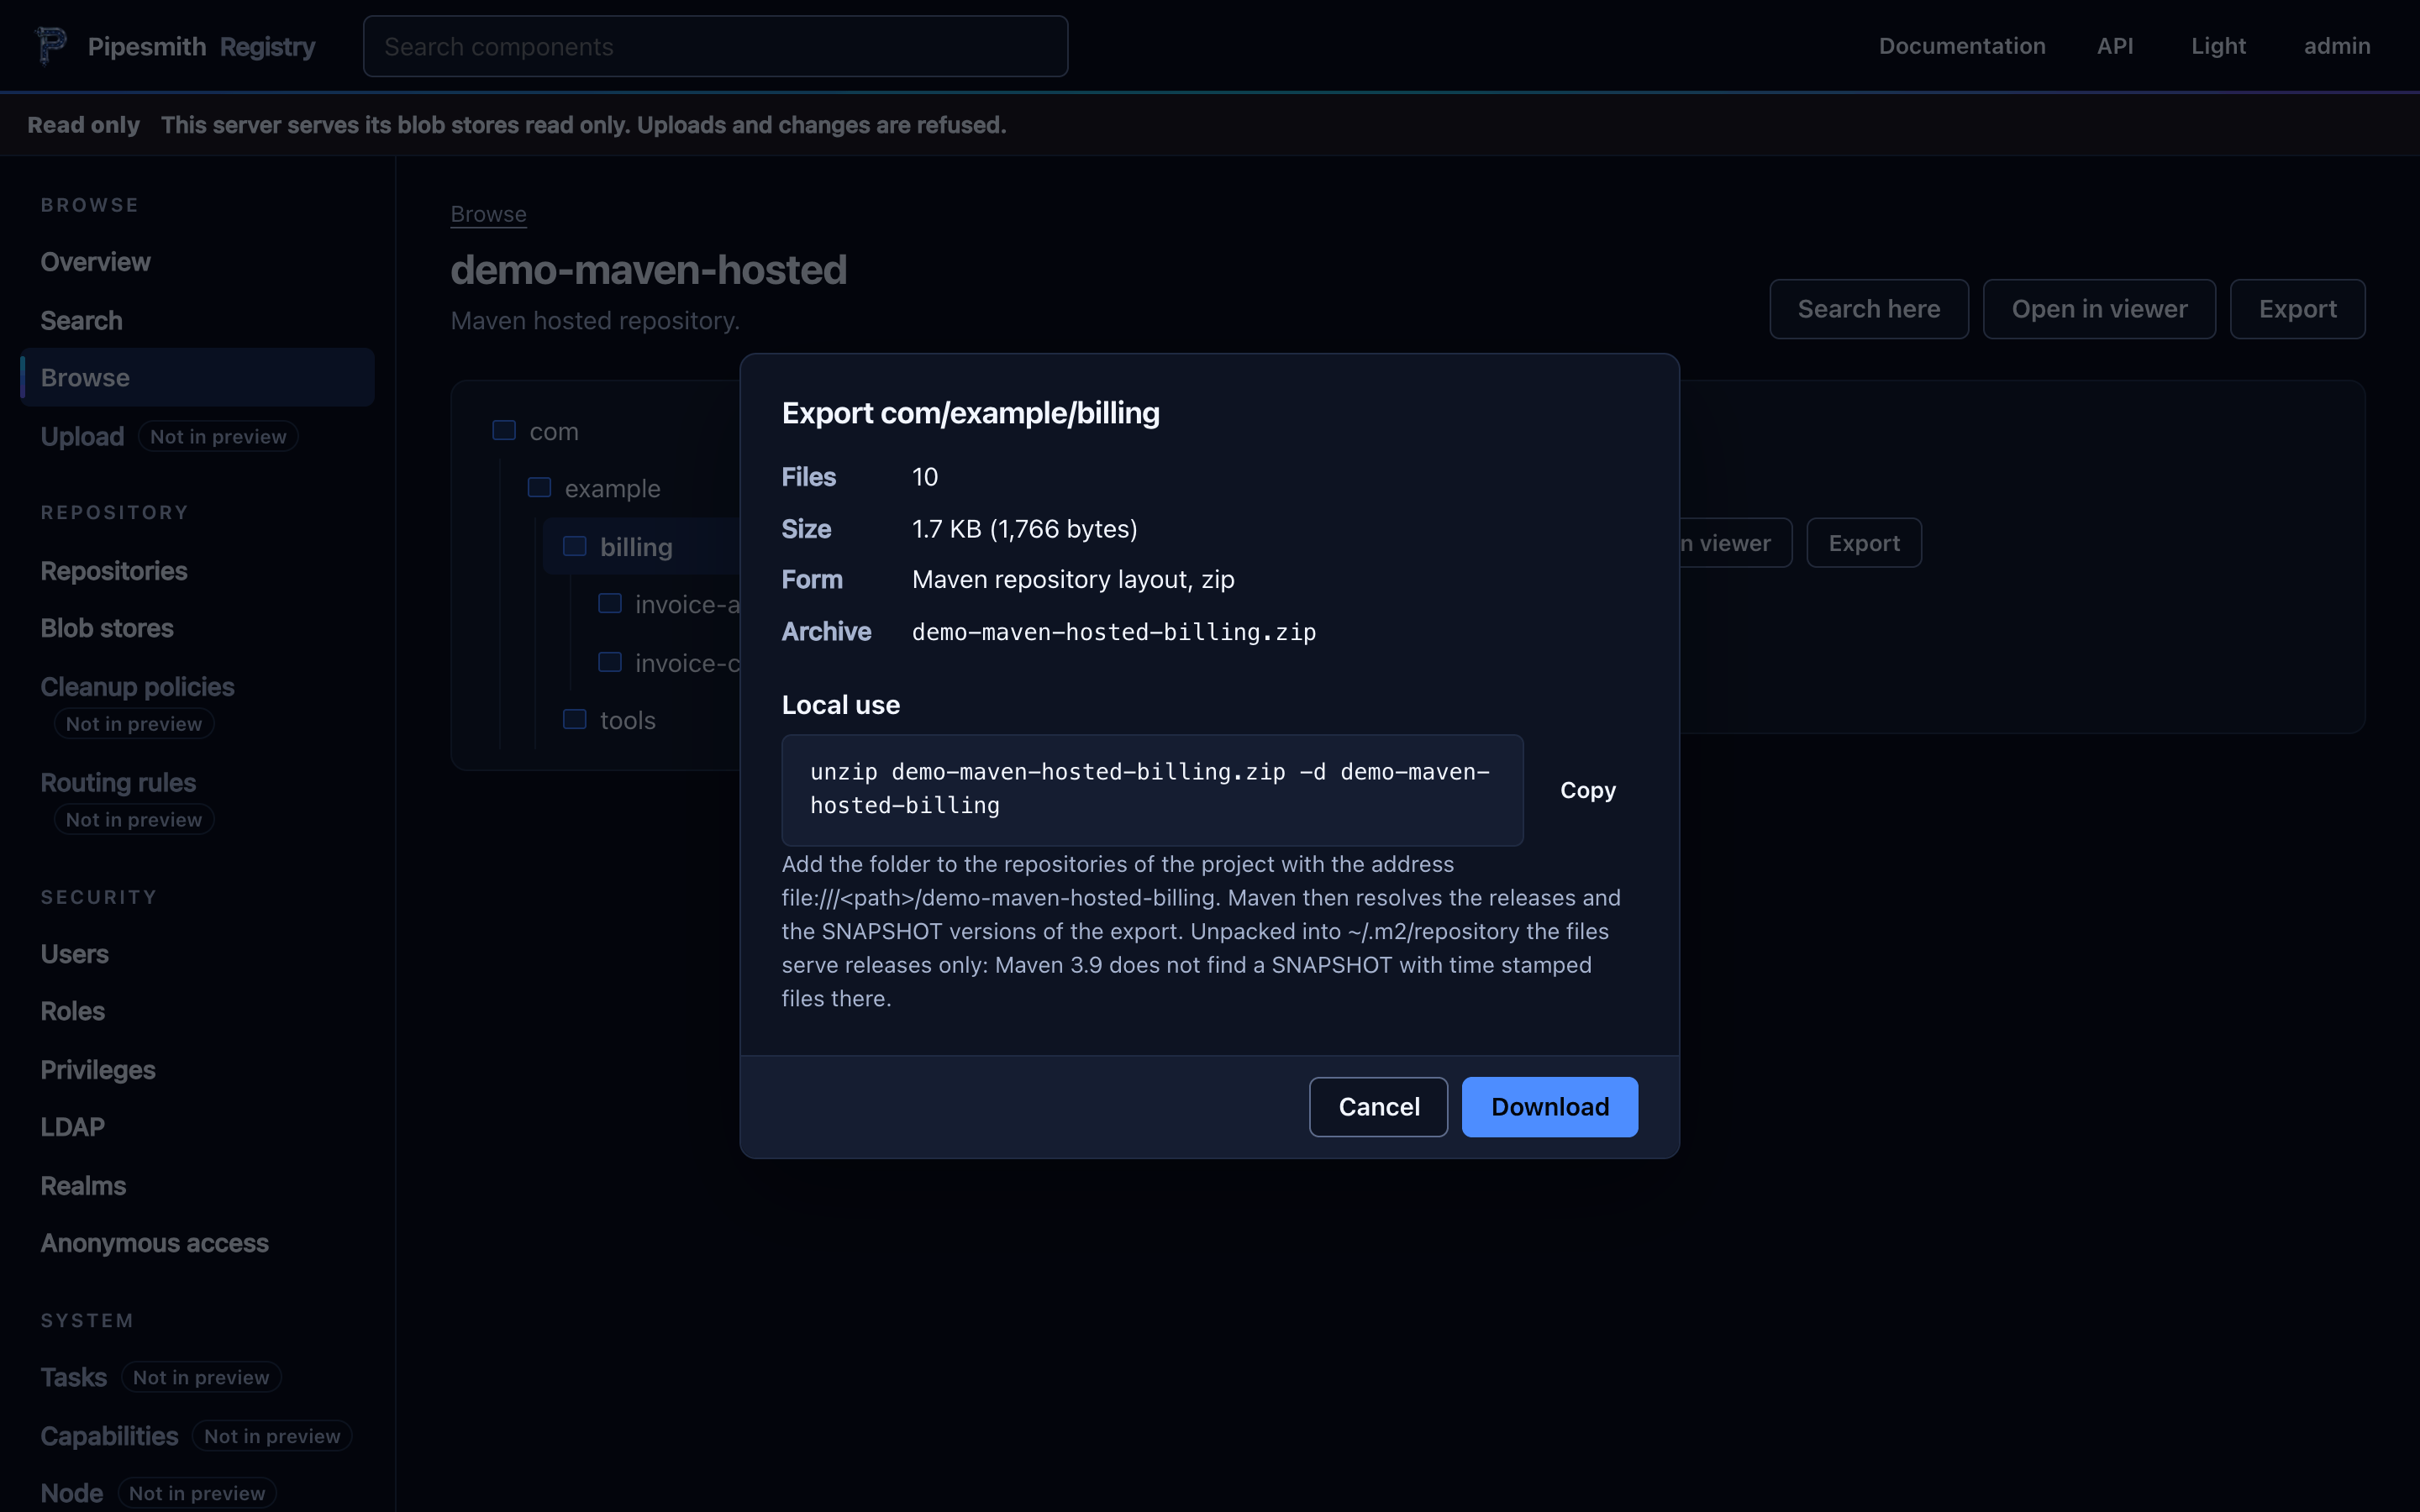 Pipesmith Registry
Search components
Documentation
API
Light
admin
Read only This server serves its blob stores read only. Uploads and changes are refused.
BROWSE
Overview
Search
Browse
Upload Not in preview
REPOSITORY
Repositories
Blob stores
Cleanup policies
Not in preview
Routing rules
Not in preview
SECURITY
Users
Roles
Privileges
LDAP
Realms
Anonymous access
SYSTEM
Tasks Not in preview
Capabilities Not in preview
Node Not in preview
Browse
demo-maven-hosted
Maven hosted repository.
Search here
Open in viewer
Export
com
example
billing
invoice-a
invoice-c
tools
n viewer
Export
Export com/example/billing
Files 10
Size 1.7 KB (1,766 bytes)
Form Maven repository layout, zip
Archive demo-maven-hosted-billing.zip
Local use
unzip demo-maven-hosted-billing.zip -d demo-maven-
hosted-billing
Copy
Add the folder to the repositories of the project with the address
file:///<path>/demo-maven-hosted-billing. Maven then resolves the releases and
the SNAPSHOT versions of the export. Unpacked into ~/.m2/repository the files
serve releases only: Maven 3.9 does not find a SNAPSHOT with time stamped
files there.
Cancel
Download